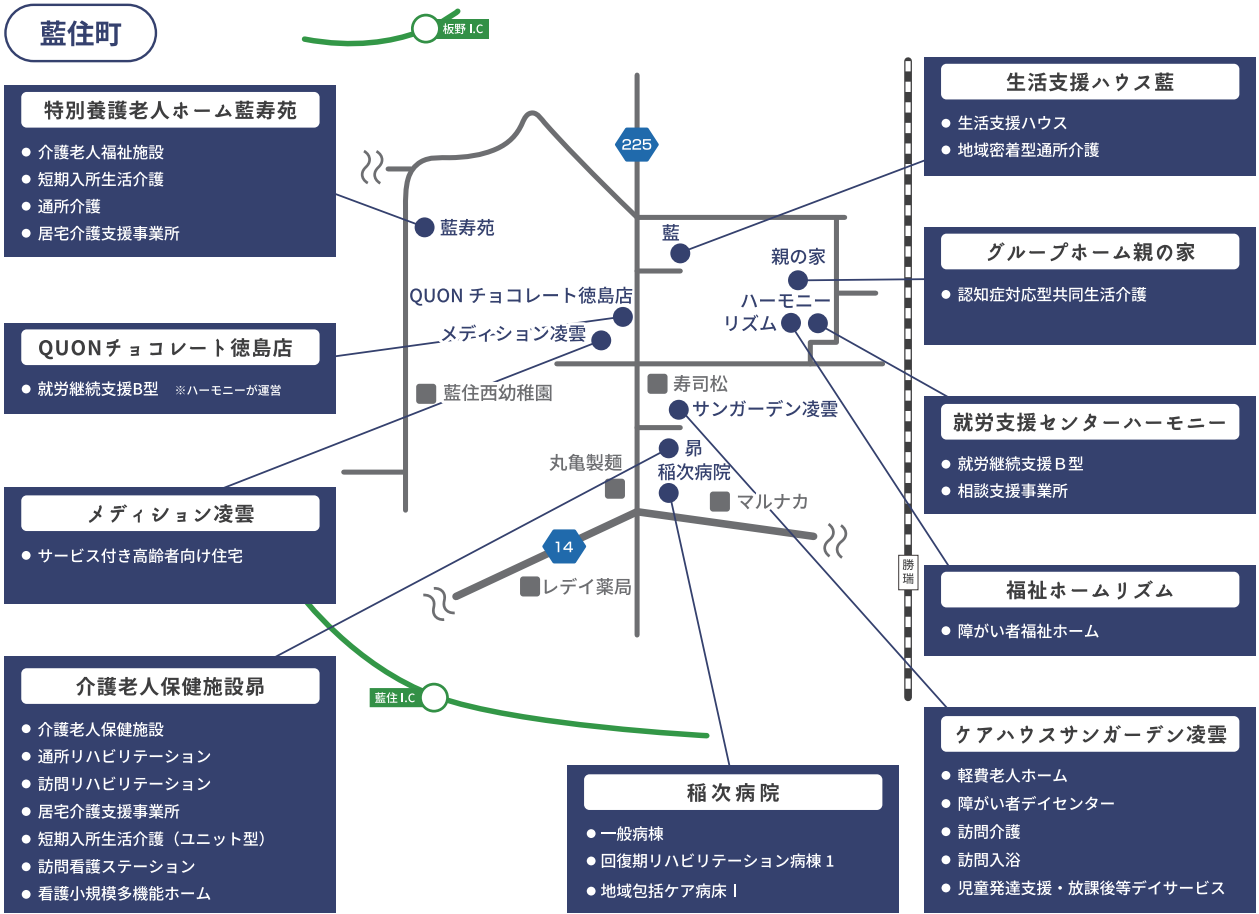 藍住町
板野 I.C
特別養護老人ホーム藍寿苑
● 介護老人福祉施設
● 短期入所生活介護
● 通所介護
● 居宅介護支援事業所
QUONチョコレート徳島店
● 就労継続支援B型 ※ハーモニーが運営
メディション凌雲
● サービス付き高齢者向け住宅
介護老人保健施設昴
● 介護老人保健施設
● 通所リハビリテーション
● 訪問リハビリテーション
● 居宅介護支援事業所
● 短期入所生活介護（ユニット型）
● 訪問看護ステーション
● 看護小規模多機能ホーム
225
藍寿苑
藍
親の家
QUON チョコレート徳島店
ハーモニー
リズム
メディション凌雲
藍住西幼稚園
寿司松
サンガーデン凌雲
昴
丸亀製麺
稲次病院
マルナカ
14
レデイ薬局
勝瑞
藍住 I.C
稲次病院
● 一般病棟
● 回復期リハビリテーション病棟 1
● 地域包括ケア病床 Ⅰ
生活支援ハウス藍
● 生活支援ハウス
● 地域密着型通所介護
グループホーム親の家
● 認知症対応型共同生活介護
就労支援センターハーモニー
● 就労継続支援Ｂ型
● 相談支援事業所
福祉ホームリズム
● 障がい者福祉ホーム
ケアハウスサンガーデン凌雲
● 軽費老人ホーム
● 障がい者デイセンター
● 訪問介護
● 訪問入浴
● 児童発達支援・放課後等デイサービス